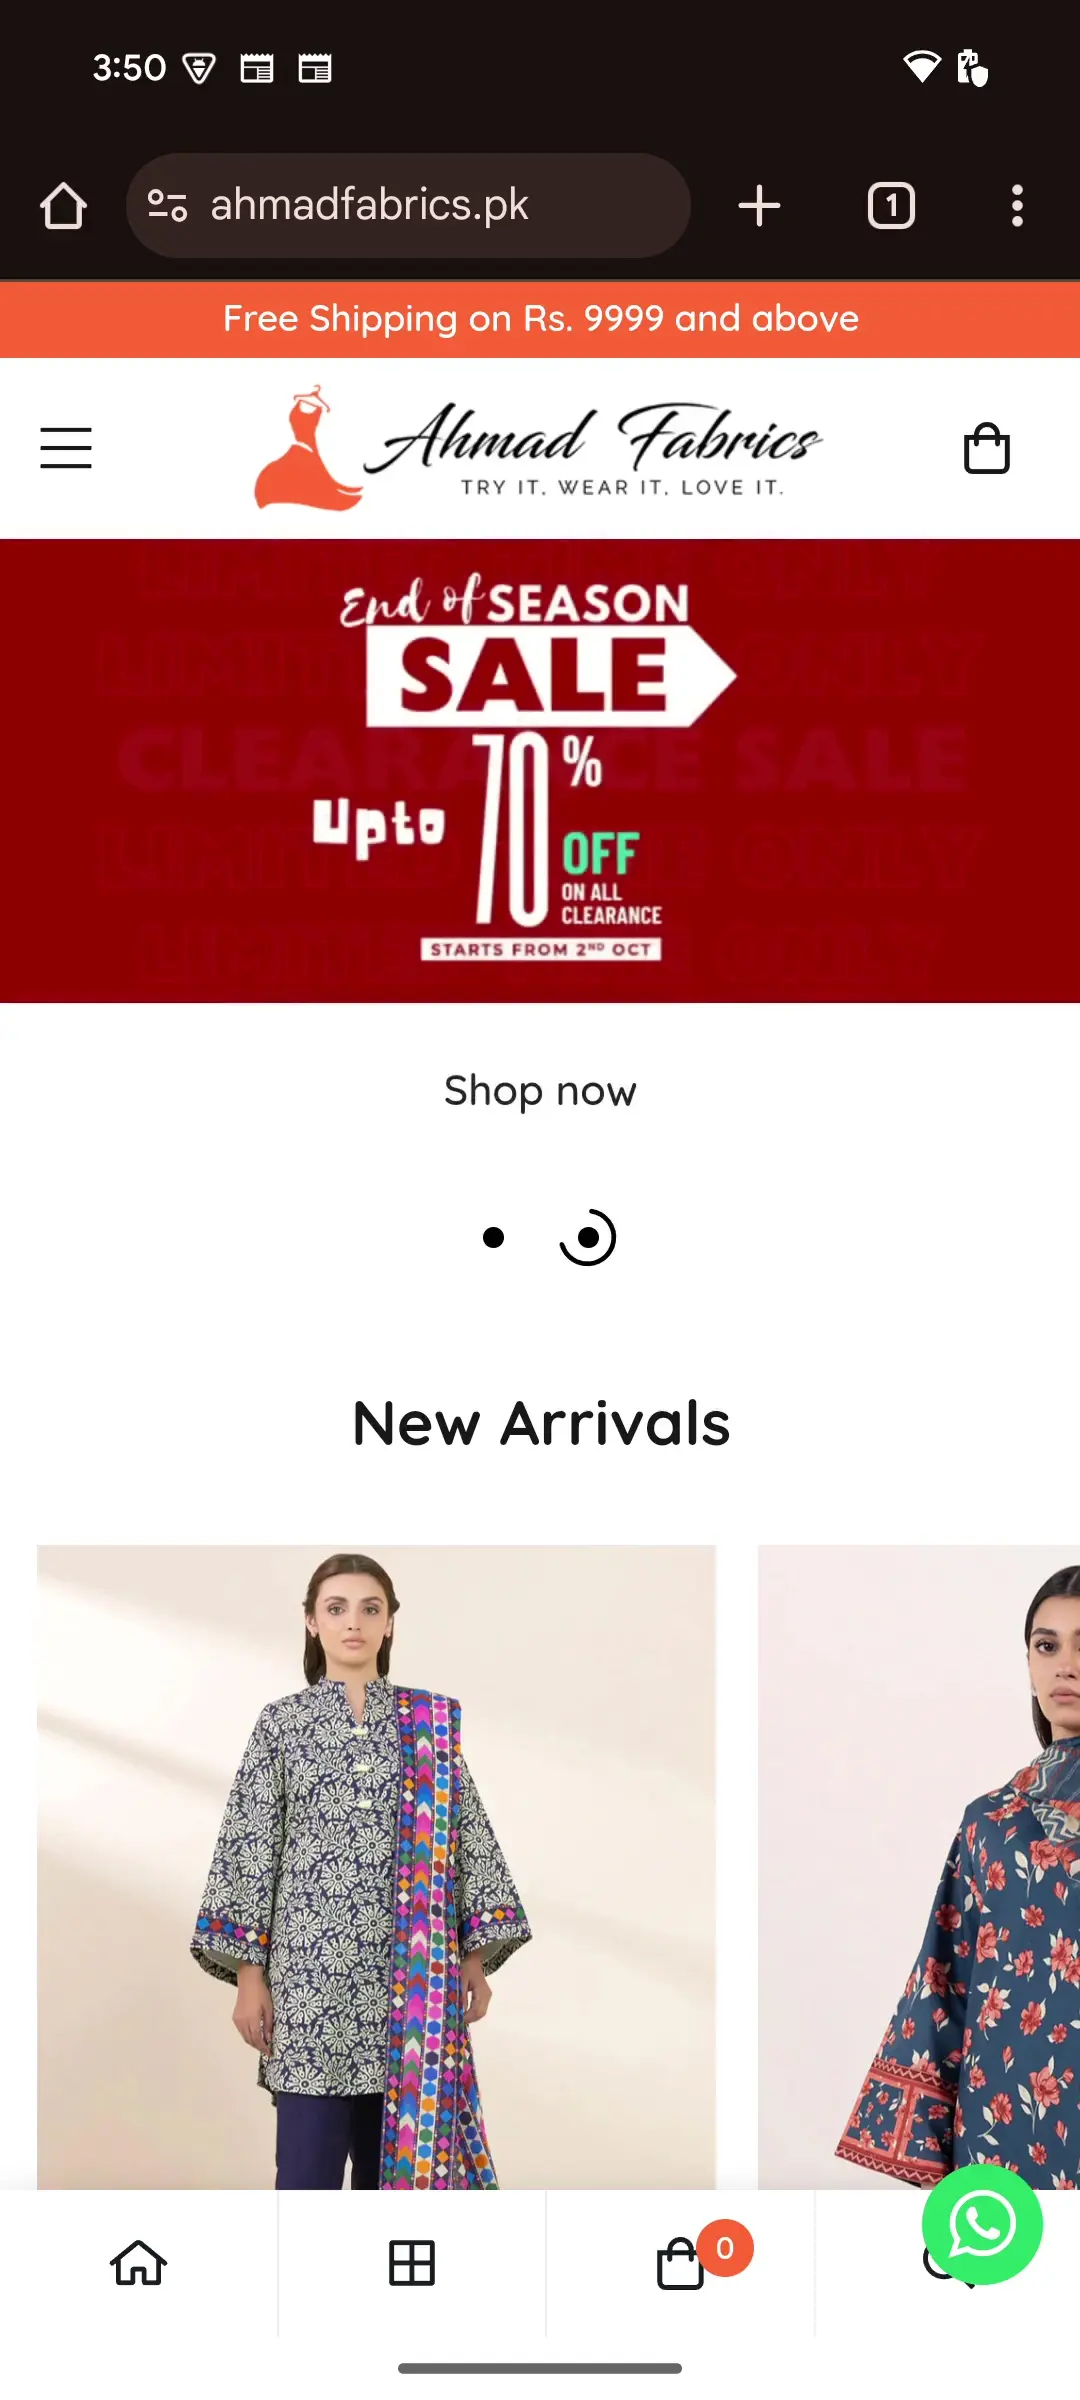 3:50
ahmadfabrics.pk
1
Free Shipping on Rs. 9999 and above
Ahmad Fabrics
TRY IT. WEAR IT. LOVE IT.
End of SEASON
SALE
Upto 70% OFF
ON ALL
CLEARANCE
STARTS FROM 2ND OCT
CLEARANCE SALE
Shop now
New Arrivals
0